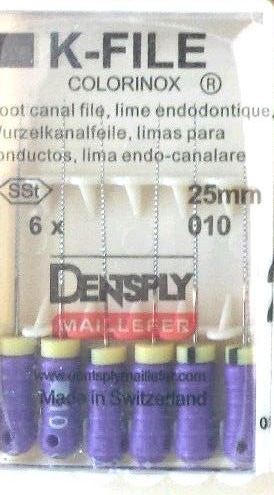 K-FILE
COLORINOX ®
oot canal file, lime endodontique,
Wurzelkanalfeile, limas para
onductos, lima endo-canalare
SSt
25mm
6 x
010
DENTSPLY
MAILLEFER
www.dentsplymaillefer.com
Made in Switzerland